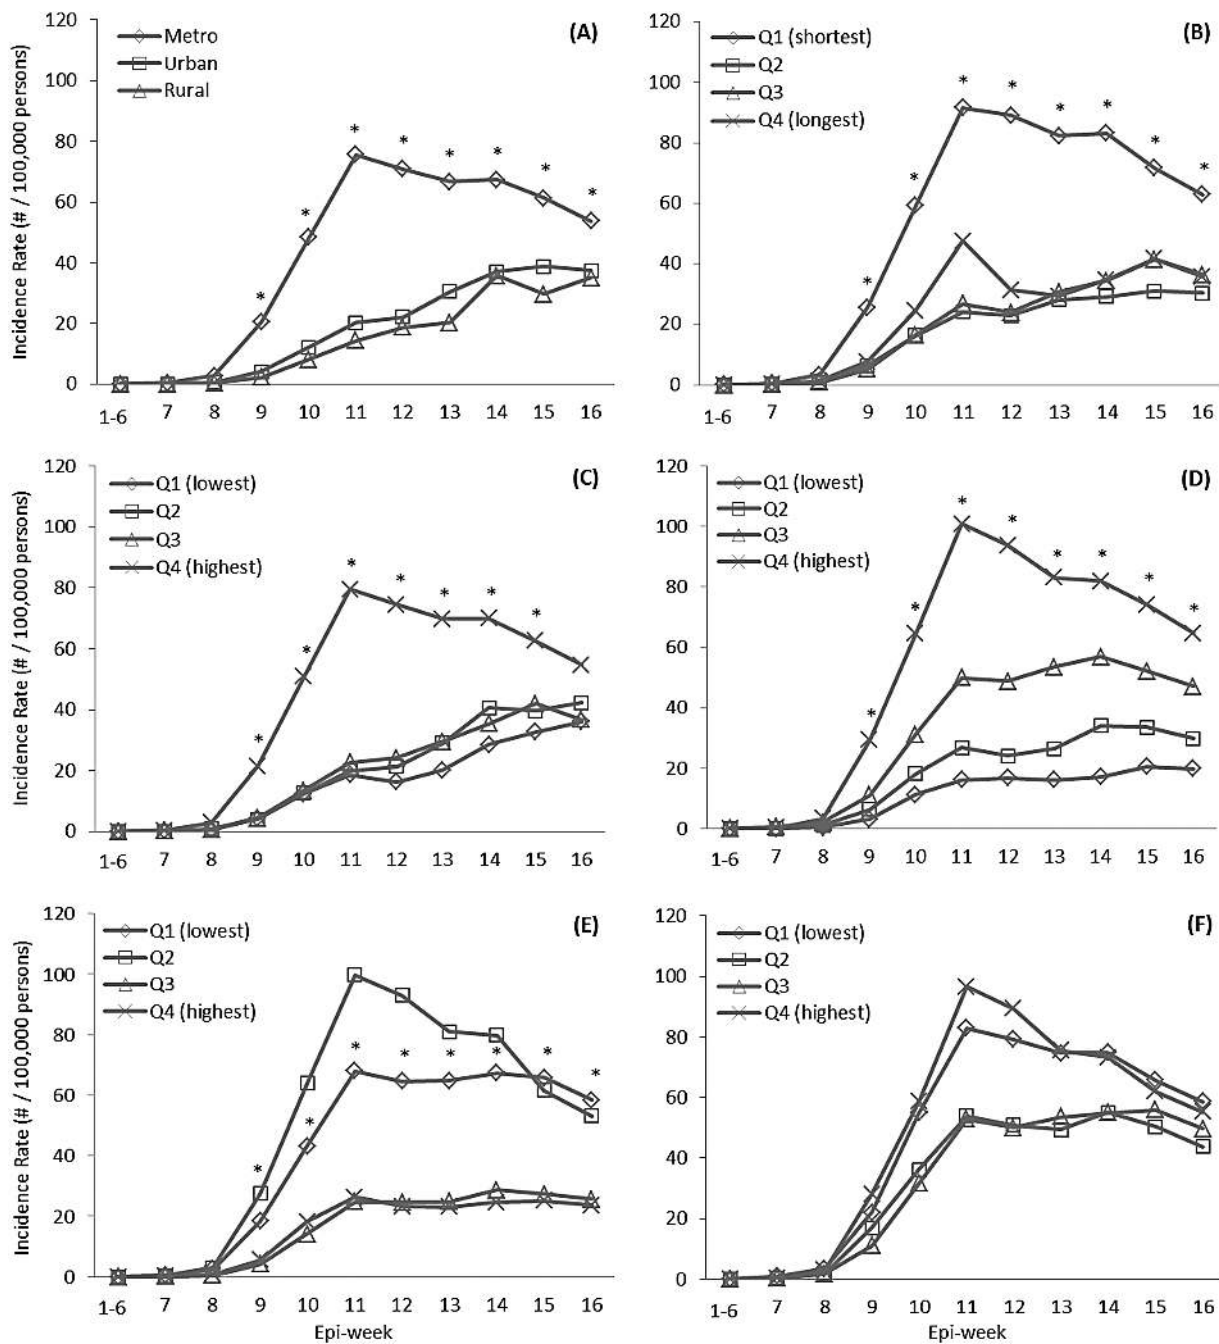 120
100
80
60
40
20
0
Incidence Rate (# / 100,000 persons)
Metro
Urban
Rural
(A)
* * * * * * * *
1-6 7 8 9 10 11 12 13 14 15 16
120
100
80
60
40
20
0
Q1 (shortest)
Q2
Q3
Q4 (longest)
(B)
* * * * * * * *
1-6 7 8 9 10 11 12 13 14 15 16
120
100
80
60
40
20
0
Incidence Rate (# / 100,000 persons)
Q1 (lowest)
Q2
Q3
Q4 (highest)
(C)
* * * * * * *
1-6 7 8 9 10 11 12 13 14 15 16
120
100
80
60
40
20
0
Q1 (lowest)
Q2
Q3
Q4 (highest)
(D)
* * * * * * * *
1-6 7 8 9 10 11 12 13 14 15 16
120
100
80
60
40
20
0
Incidence Rate (# / 100,000 persons)
Q1 (lowest)
Q2
Q3
Q4 (highest)
(E)
* * * * * * * *
1-6 7 8 9 10 11 12 13 14 15 16
Epi-week
120
100
80
60
40
20
0
Q1 (lowest)
Q2
Q3
Q4 (highest)
(F)
1-6 7 8 9 10 11 12 13 14 15 16
Epi-week